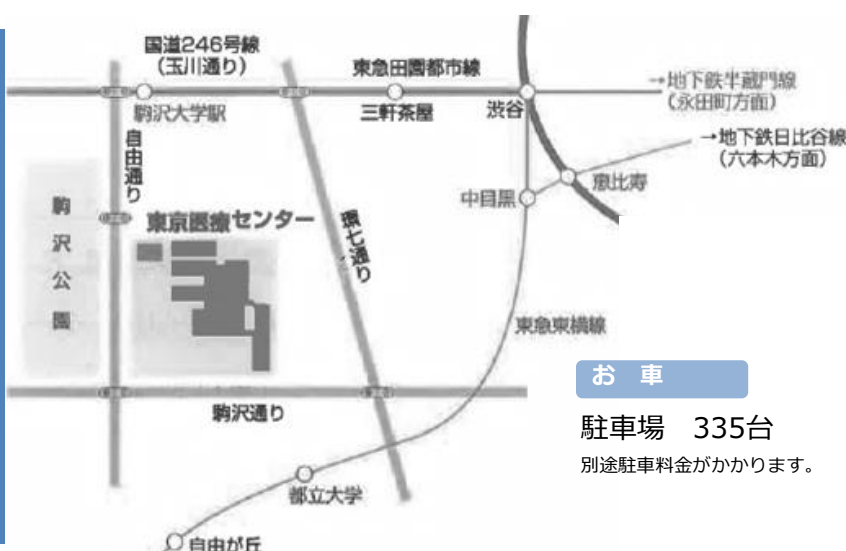 国道246号線
(玉川通り)
東急田園都市線
駒沢大学駅
三軒茶屋
渋谷
→地下鉄半蔵門線
(永田町方面)
→地下鉄日比谷線
(六本木方面)
自由通り
恵比寿
中目黒
駒沢公園
東京医療センター
環七通り
東急東横線
お 車
駐車場 335台
別途駐車料金がかかります。
駒沢通り
都立大学
自由が丘